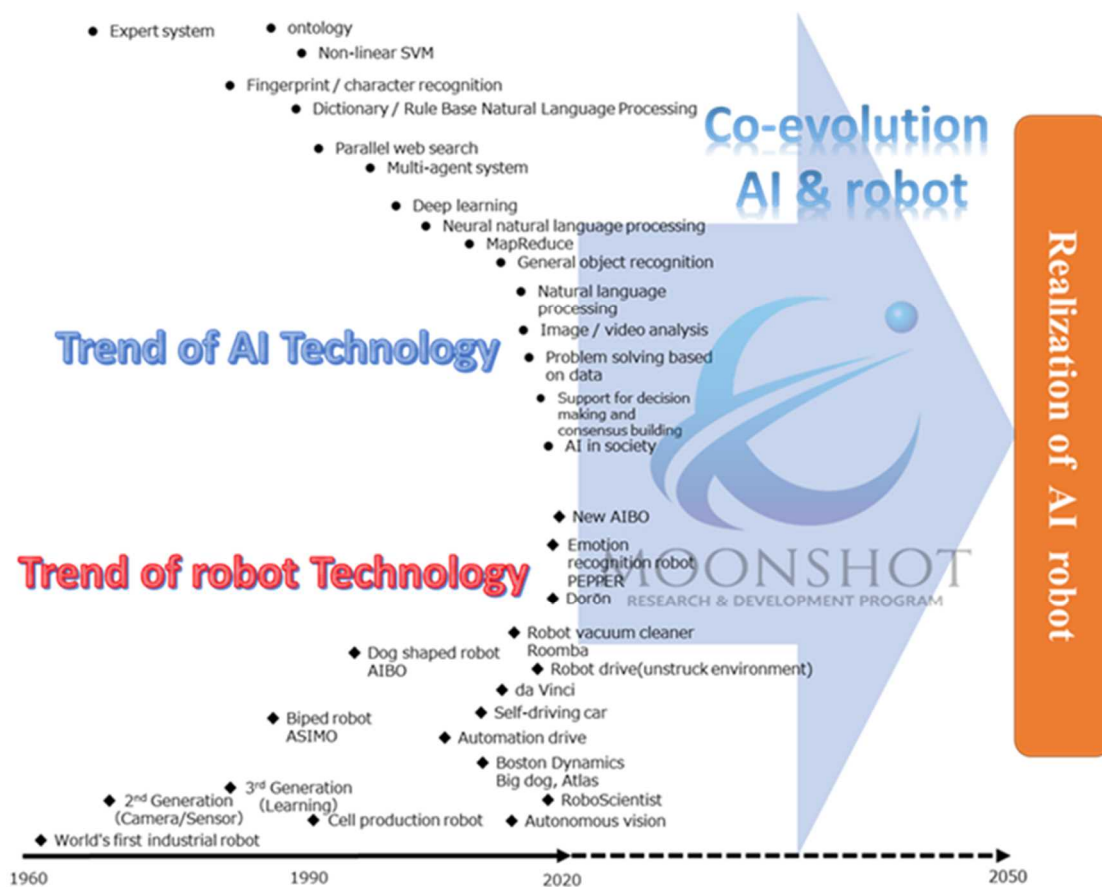 Expert system
ontology
Non-linear SVM
Fingerprint / character recognition
Dictionary / Rule Base Natural Language Processing
Parallel web search
Multi-agent system
Deep learning
Neural natural language processing
MapReduce
General object recognition
Natural language
processing
Image / video analysis
Problem solving based
on data
Support for decision
making and
consensus building
AI in society
Trend of AI Technology
Co-evolution
AI & robot
Realization of AI robot
MOONSHOT
RESEARCH & DEVELOPMENT PROGRAM
Trend of robot Technology
New AIBO
Emotion
recognition robot
PEPPER
Dorōn
Robot vacuum cleaner
Roomba
Dog shaped robot
AIBO
Robot drive(unstruck environment)
da Vinci
Biped robot
ASIMO
Self-driving car
Automation drive
Boston Dynamics
Big dog, Atlas
3rd Generation
(Learning)
2nd Generation
(Camera/Sensor)
RoboScientist
Cell production robot
Autonomous vision
World's first industrial robot
1960
1990
2020
2050